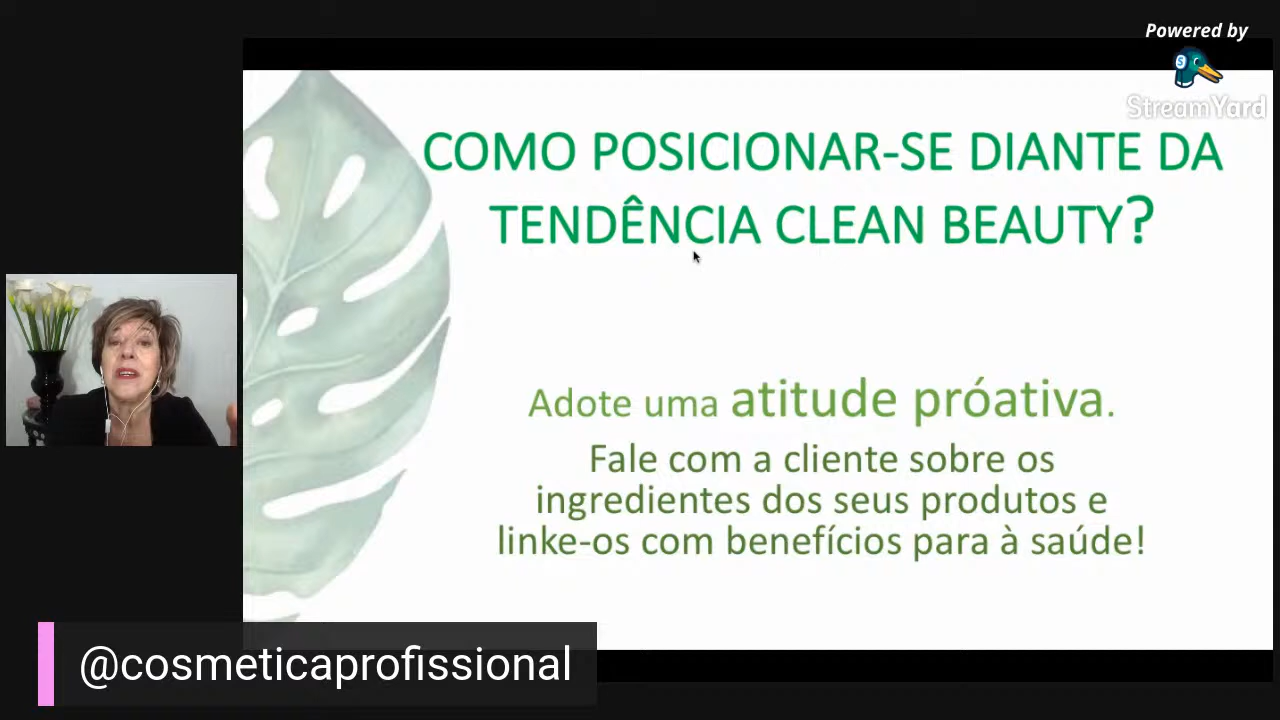 Powered by
StreamYard
COMO POSICIONAR-SE DIANTE DA
TENDÊNCIA CLEAN BEAUTY?
Adote uma atitude próativa.
Fale com a cliente sobre os
ingredientes dos seus produtos e
linke-os com benefícios para à saúde!
@cosmeticaprofissional